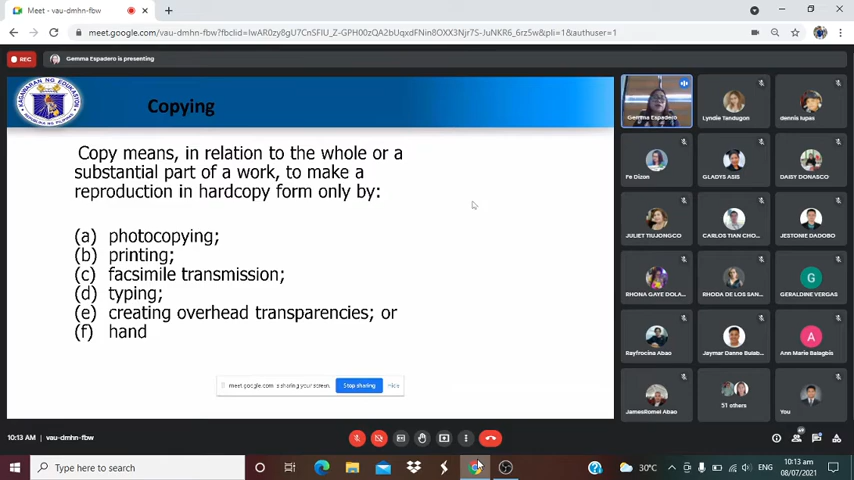 Meet - vau-dmhn-fbw
meet.google.com/vau-dmhn-fbw?fbclid=IwAR0zy8gU7CnSFIU_Z-GPH00zQA2bUqxdFNin8OXX3Njr7S-JuNKR6_6rz5w&pli=1&authuser=1
REC
Gemma Espadero is presenting
KAGAWARAN NG EDUKASYON
Copying
Copy means, in relation to the whole or a
substantial part of a work, to make a
reproduction in hardcopy form only by:
(a) photocopying;
(b) printing;
(c) facsimile transmission;
(d) typing;
(e) creating overhead transparencies; or
(f) hand
meet.google.com is sharing your screen.
Stop sharing
Hide
Gemma Espadero
Lyndie Tandugon
dennis lupas
Fe Dizon
GLADYS ASIS
DAISY DONASCO
JULIET TIUJONGCO
CARLOS TIAN CHO...
JESTONIE DADOBO
RHONA GAYE DOLA...
RHODA DE LOS SAN...
G
GERALDINE VERGAS
Rayfrocina Abao
Jaymar Danne Bulab...
A
Ann Marie Balagbis
JamesRomel Abao
51 others
You
10:13 AM | vau-dmhn-fbw
Type here to search
30°C
ENG
10:13 am
08/07/2021